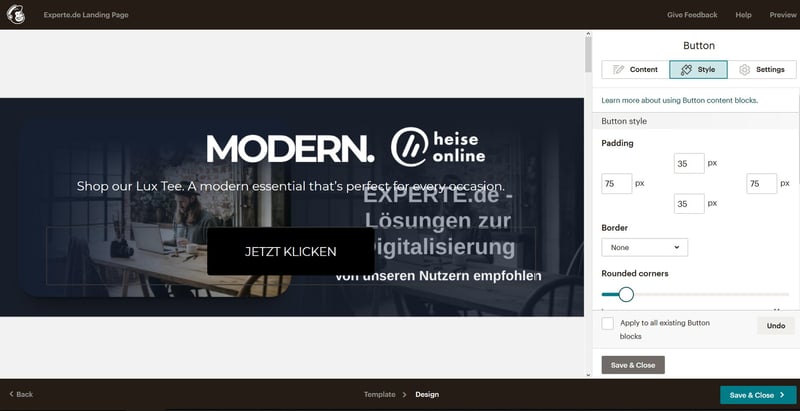 Experte.de Landing Page
Give Feedback
Help
Preview
MODERN.
heise
online
Shop our Lux Tee. A modern essential that's perfect for every occasion.
EXPERTE.de -
Lösungen zur
Digitalisierung
von unseren Nutzern empfohlen
JETZT KLICKEN
Button
Content
Style
Settings
Learn more about using Button content blocks.
Button style
Padding
35 px
75 px
75 px
35 px
Border
None
Rounded corners
Apply to all existing Button
blocks
Undo
Save & Close
Back
Template
Design
Save & Close